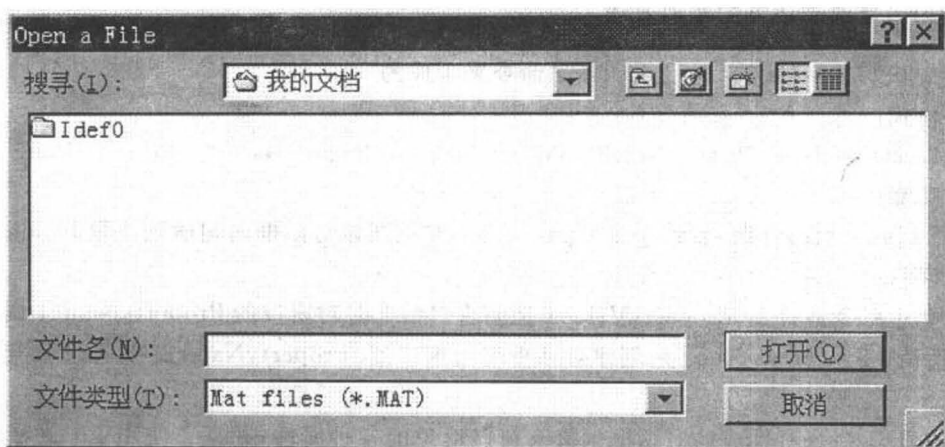 Open a File
搜寻(I):
我的文档
Idef0
文件名(N):
打开(O)
文件类型(T):
Mat files (*.MAT)
取消